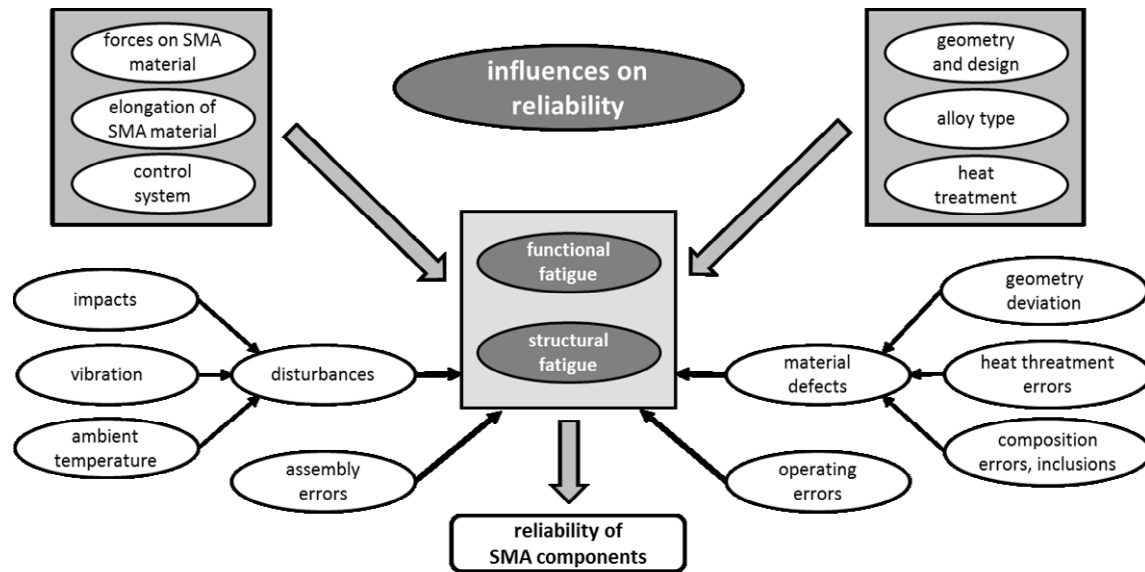 forces on SMA
material
elongation of
SMA material
control
system
influences on
reliability
geometry
and design
alloy type
heat
treatment
functional
fatigue
structural
fatigue
impacts
vibration
ambient
temperature
disturbances
assembly
errors
geometry
deviation
heat threatment
errors
composition
errors, inclusions
material
defects
operating
errors
reliability of
SMA components